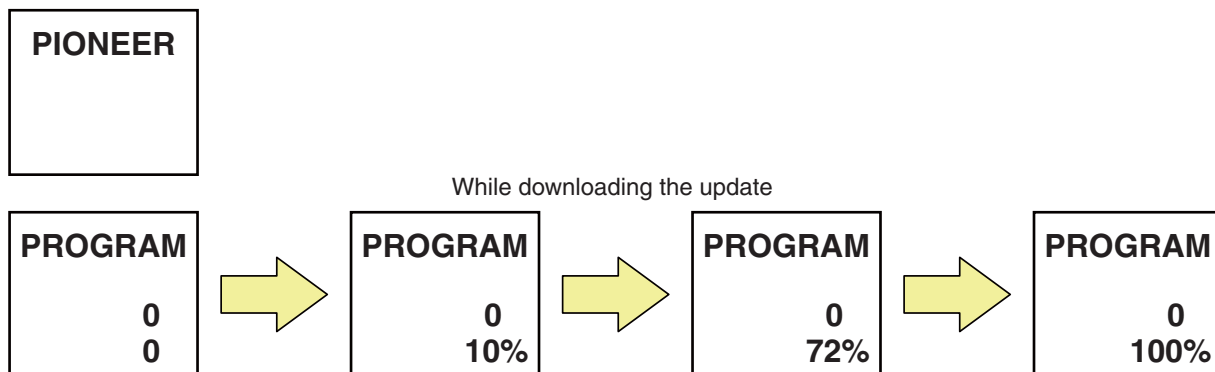 PIONEER
While downloading the update
PROGRAM
0
0
PROGRAM
0
10%
PROGRAM
0
72%
PROGRAM
0
100%